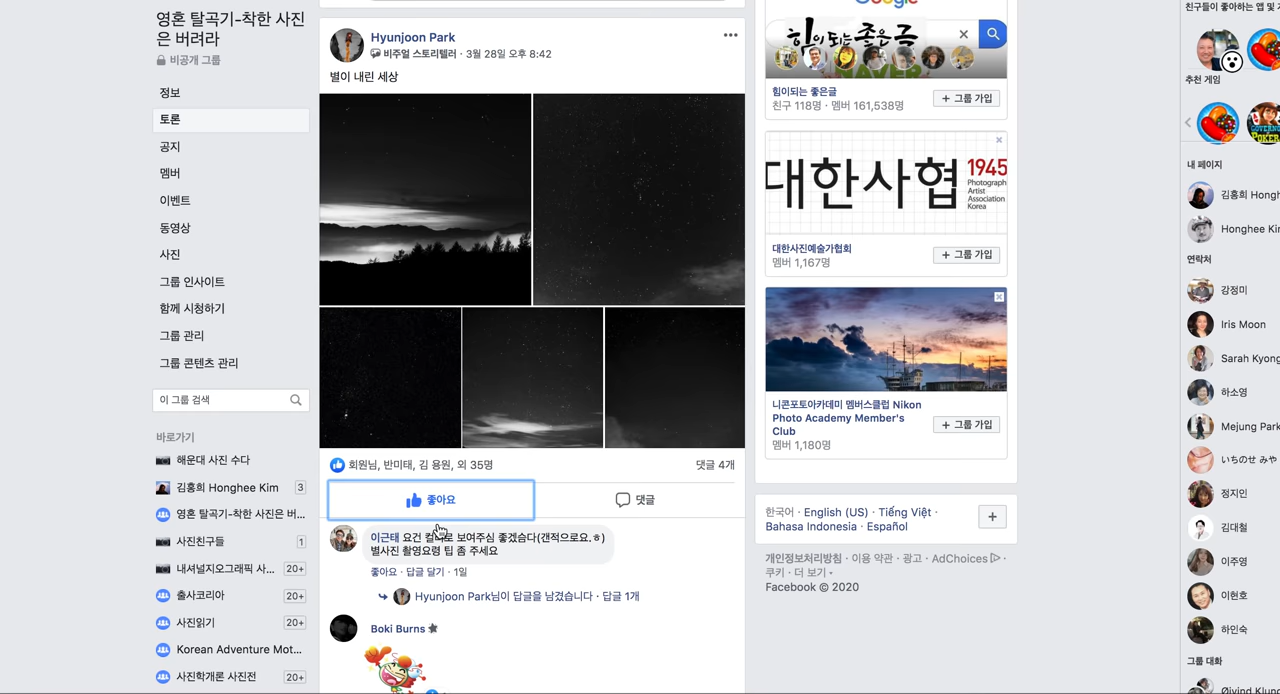 영혼 탈곡기-착한 사진
은 버려라
비공개 그룹
정보
토론
공지
멤버
이벤트
동영상
사진
그룹 인사이트
함께 시청하기
그룹 관리
그룹 콘텐츠 관리
이 그룹 검색
바로가기
해운대 사진 수다
김홍희 Honghee Kim 3
영혼 탈곡기-착한 사진은 버...
사진친구들 1
내셔널지오그래픽 사... 20+
출사코리아 20+
사진읽기 20+
Korean Adventure Mot...
사진학개론 사진전 20+
Hyunjoon Park
비주얼 스토리텔러 · 3월 28일 오후 8:42
별이 내린 세상
회원님, 반미태, 김 용원, 외 35명
댓글 4개
좋아요
댓글
이근태 요건 컬러로 보여주심 좋겠슴다(갠적으로요.ㅎ)
별사진 촬영요령 팁 좀 주세요
좋아요 · 답글 달기 · 1일
Hyunjoon Park님이 답글을 남겼습니다 · 답글 1개
Boki Burns
Google
힘이되는 좋은글
NAVER
힘이되는 좋은글
친구 118명 · 멤버 161,538명
+ 그룹 가입
대한사협
1945
Photograph
Artist
Association
Korea
대한사진예술가협회
멤버 1,167명
+ 그룹 가입
니콘포토아카데미 멤버스클럽 Nikon
Photo Academy Member's
Club
멤버 1,180명
+ 그룹 가입
한국어 · English (US) · Tiếng Việt ·
Bahasa Indonesia · Español
개인정보처리방침 · 이용 약관 · 광고 · AdChoices ·
쿠키 · 더 보기
Facebook © 2020
친구들이 좋아하는 앱 및
추천 게임
GOVERNOR
POKER
내 페이지
김홍희 Hongh
Honghee Kin
연락처
강정미
Iris Moon
Sarah Kyong
하소영
Mejung Park
いちのせ みや
정지인
김대철
이주영
이현호
하인숙
그룹 대화
Øivind Klung